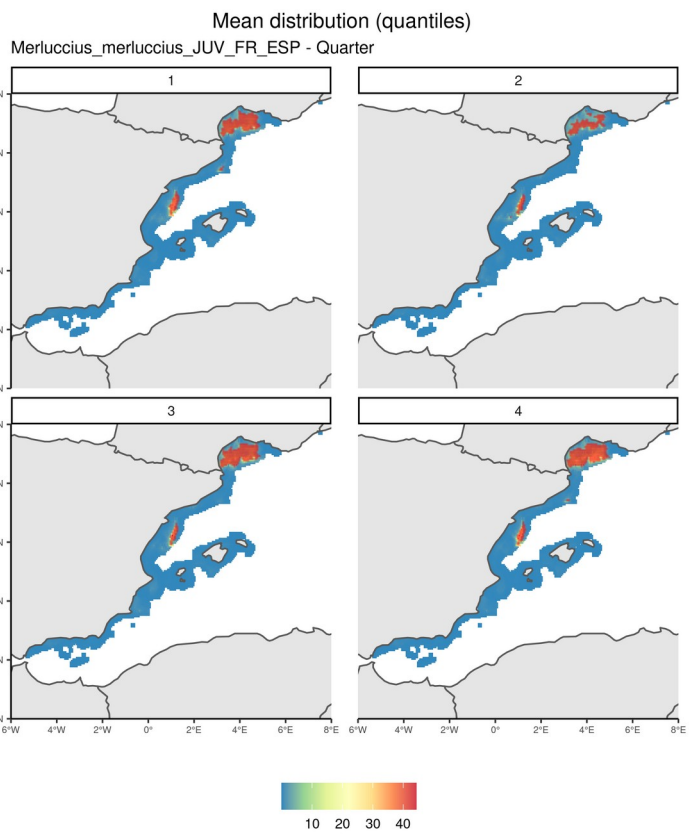 Mean distribution (quantiles)
Merluccius_merluccius_JUV_FR_ESP - Quarter
1
2
3
4
6°W 4°W 2°W 0° 2°E 4°E 6°E 8°E 6°W 4°W 2°W 0° 2°E 4°E 6°E 8°E
10 20 30 40